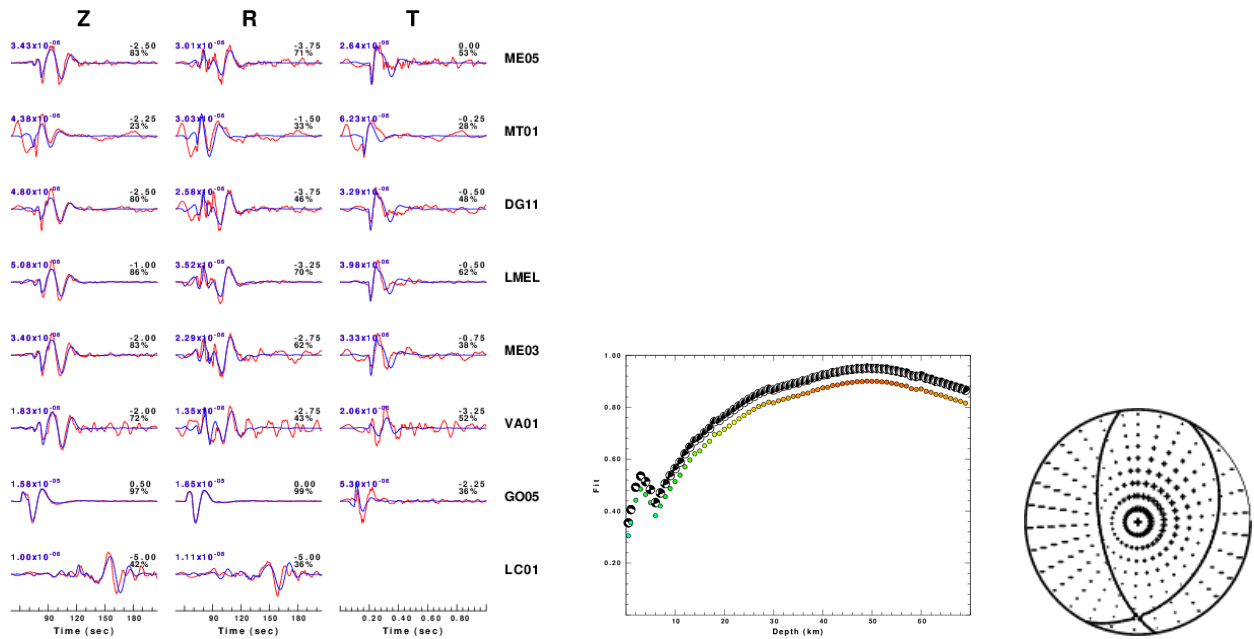 Z R T
3.43x10-06 -2.50 83% 3.01x10-06 -3.75 71% 2.64x10-06 0.00 53% ME05
4.38x10-06 -2.25 23% 3.03x10-06 -1.50 33% 6.23x10-06 -0.25 28% MT01
4.80x10-06 -2.50 80% 2.58x10-06 -3.75 46% 3.29x10-06 -0.50 48% DG11
5.08x10-06 -1.00 86% 3.52x10-06 -3.25 70% 3.98x10-06 -0.50 62% LMEL
3.40x10-06 -2.00 83% 2.29x10-06 -2.75 62% 3.33x10-06 -0.75 38% ME03
1.83x10-06 -2.00 72% 1.35x10-06 -2.75 43% 2.06x10-06 -3.25 52% VA01
1.58x10-05 0.50 97% 1.85x10-05 0.00 99% 5.30x10-06 -2.25 36% GO05
1.00x10-06 -5.00 42% 1.11x10-06 -5.00 36% LC01
60 90 120 150 180 60 90 120 150 180 0.20 0.40 0.60 0.80
Time (sec) Time (sec) Time (sec)
1.00
0.80
0.60
0.40
0.20
Fit
10 20 30 40 50 60
Depth (km)